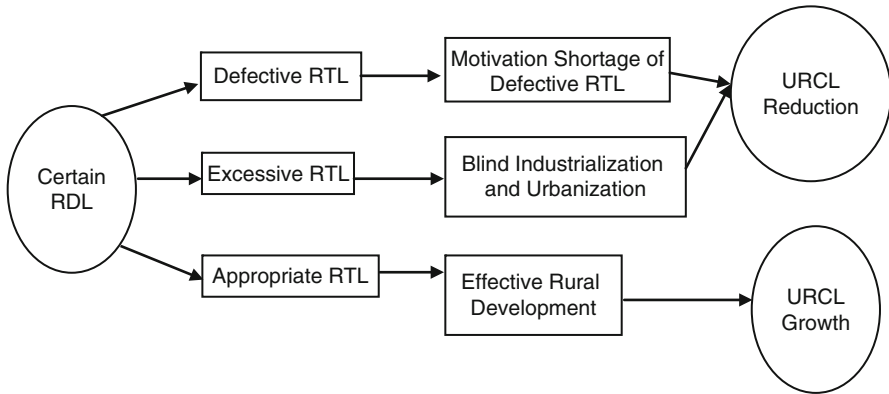 Certain
RDL
Defective RTL
Motivation Shortage of
Defective RTL
Excessive RTL
Blind Industrialization
and Urbanization
URCL
Reduction
Appropriate RTL
Effective Rural
Development
URCL
Growth